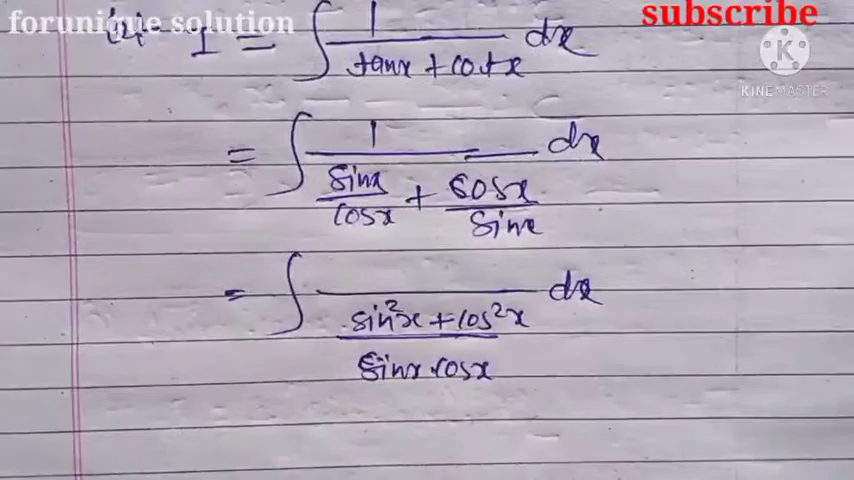 forunique solution
subscribe
I = ∫ 1/(tanx + cotx) dx
KINEMASTER
= ∫ 1/(sinx/cosx + cosx/sinx) dx
= ∫ /((sin²x + cos²x)/(sinx cosx)) dx